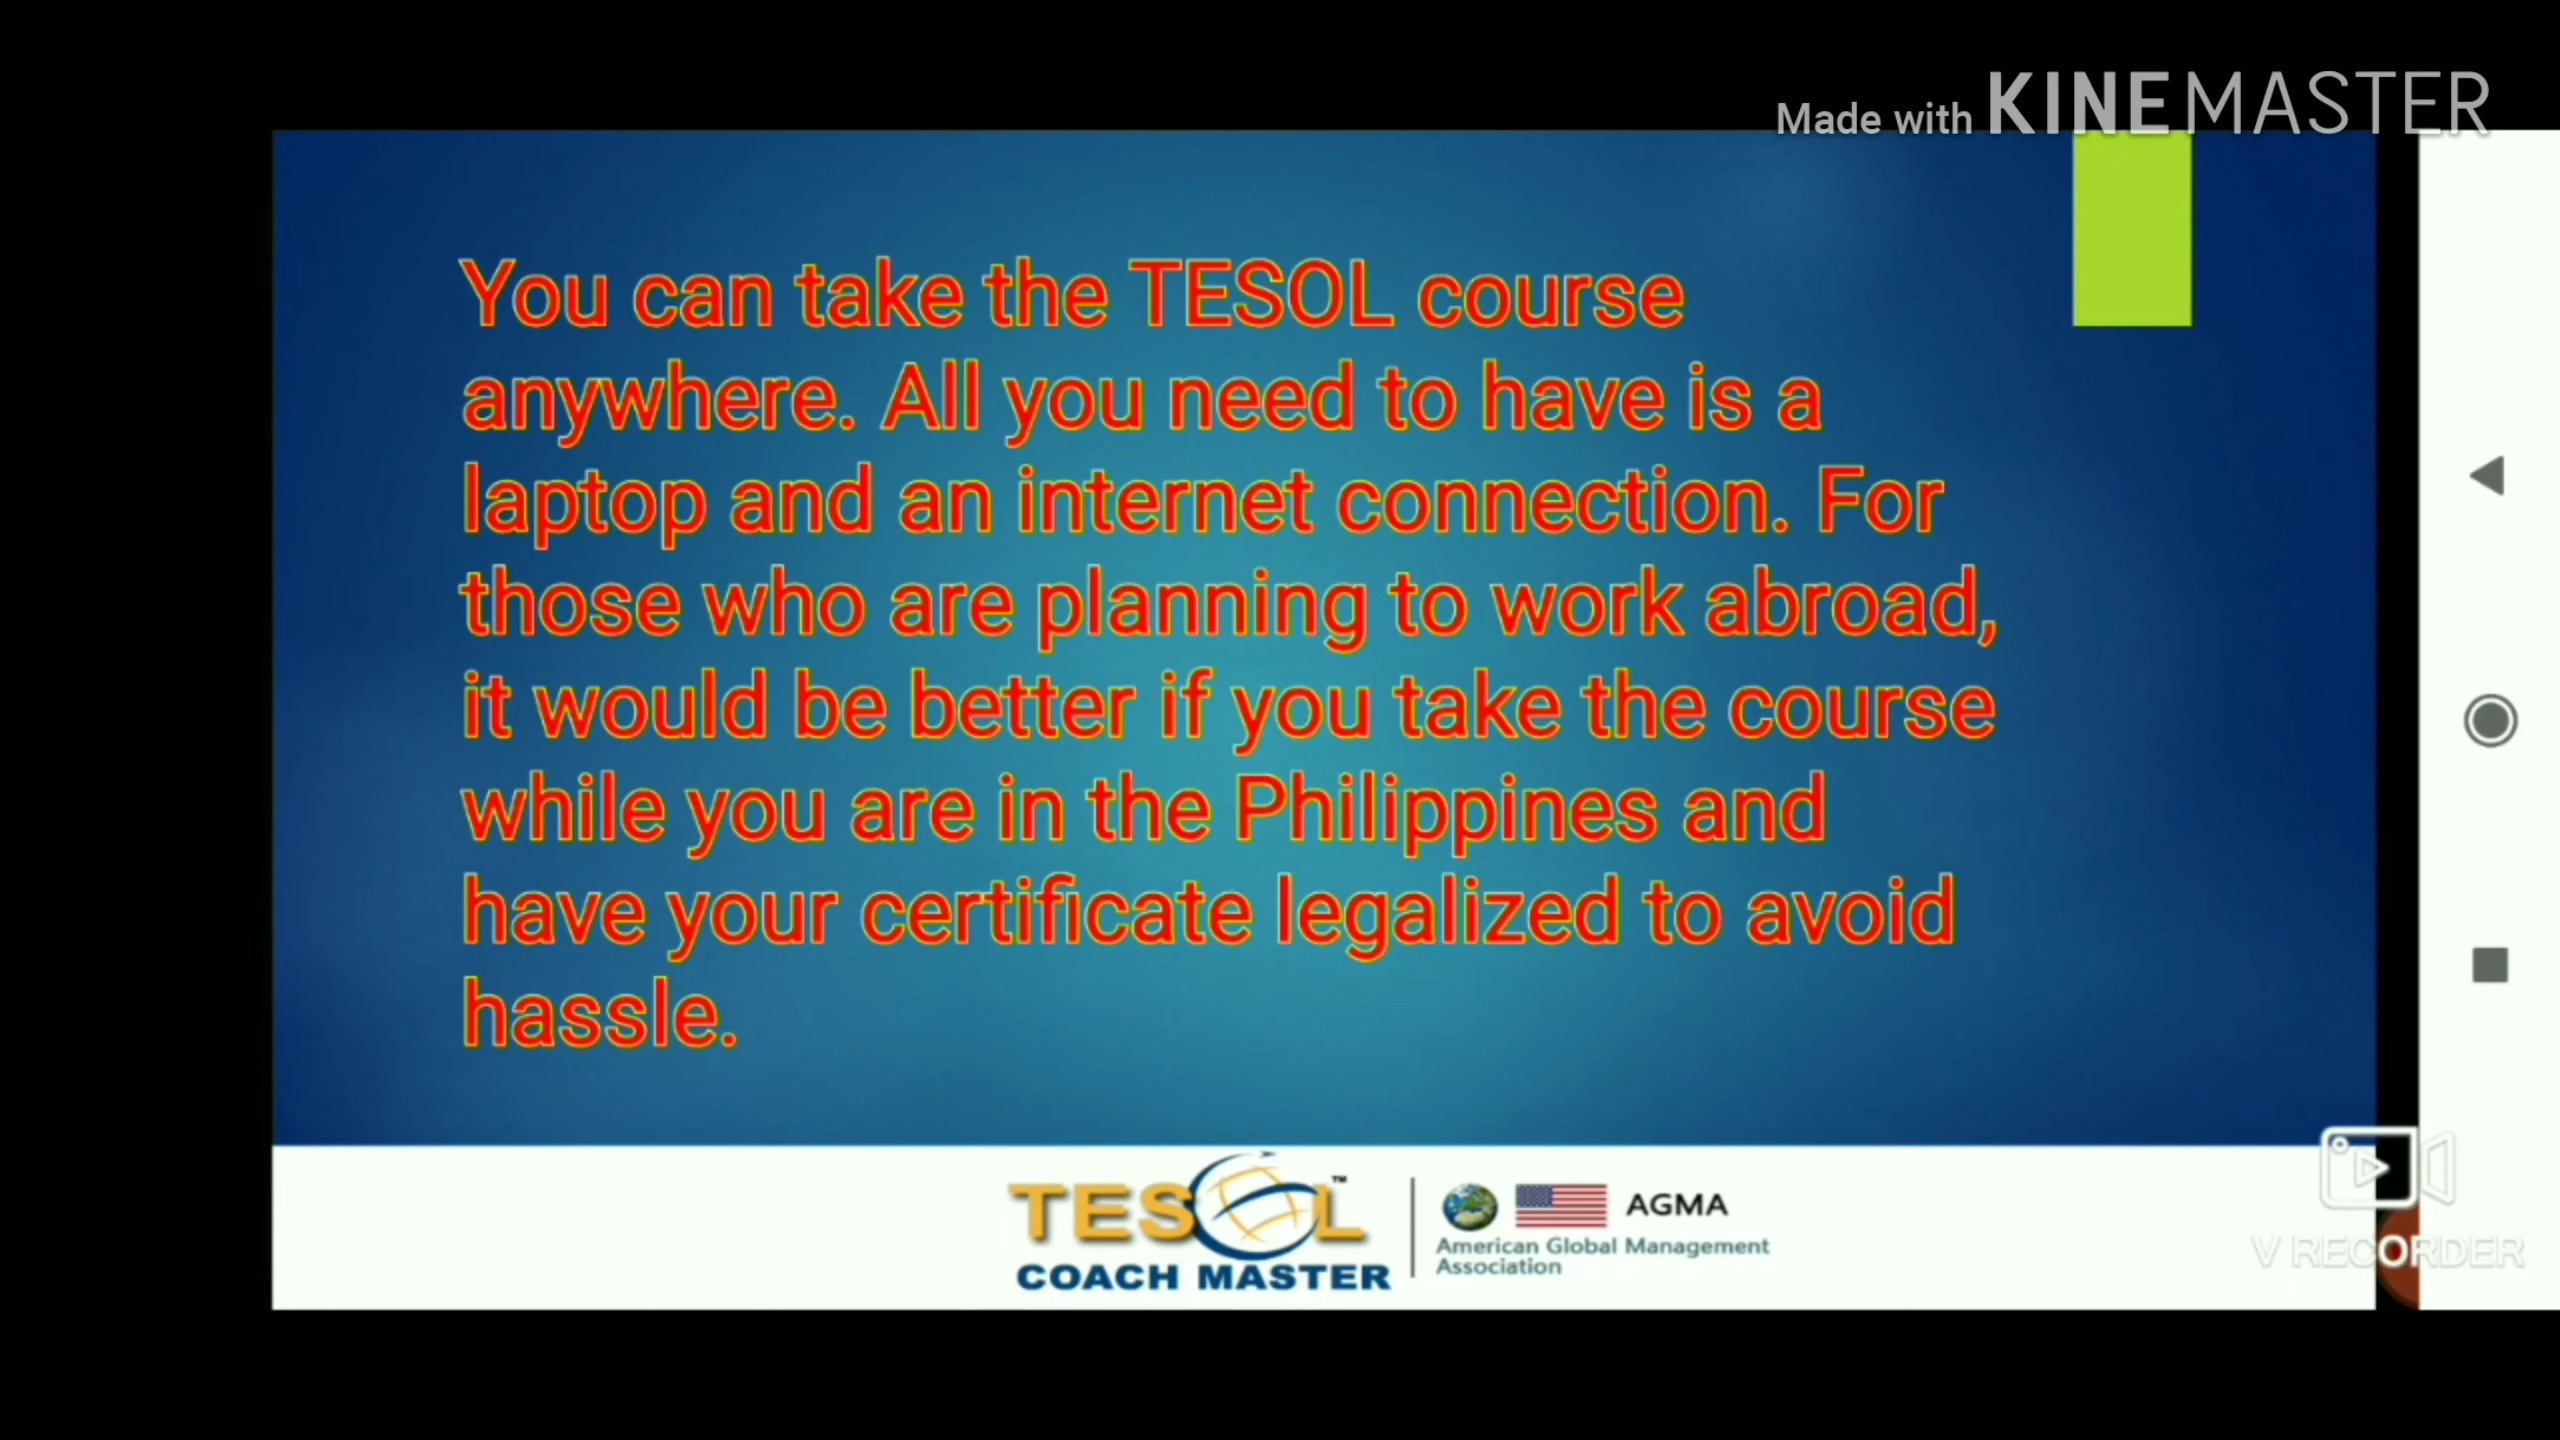 Made with KINEMASTER
You can take the TESOL course
anywhere. All you need to have is a
laptop and an internet connection. For
those who are planning to work abroad,
it would be better if you take the course
while you are in the Philippines and
have your certificate legalized to avoid
hassle.
TESOL™
COACH MASTER
AGMA
American Global Management
Association
V RECORDER